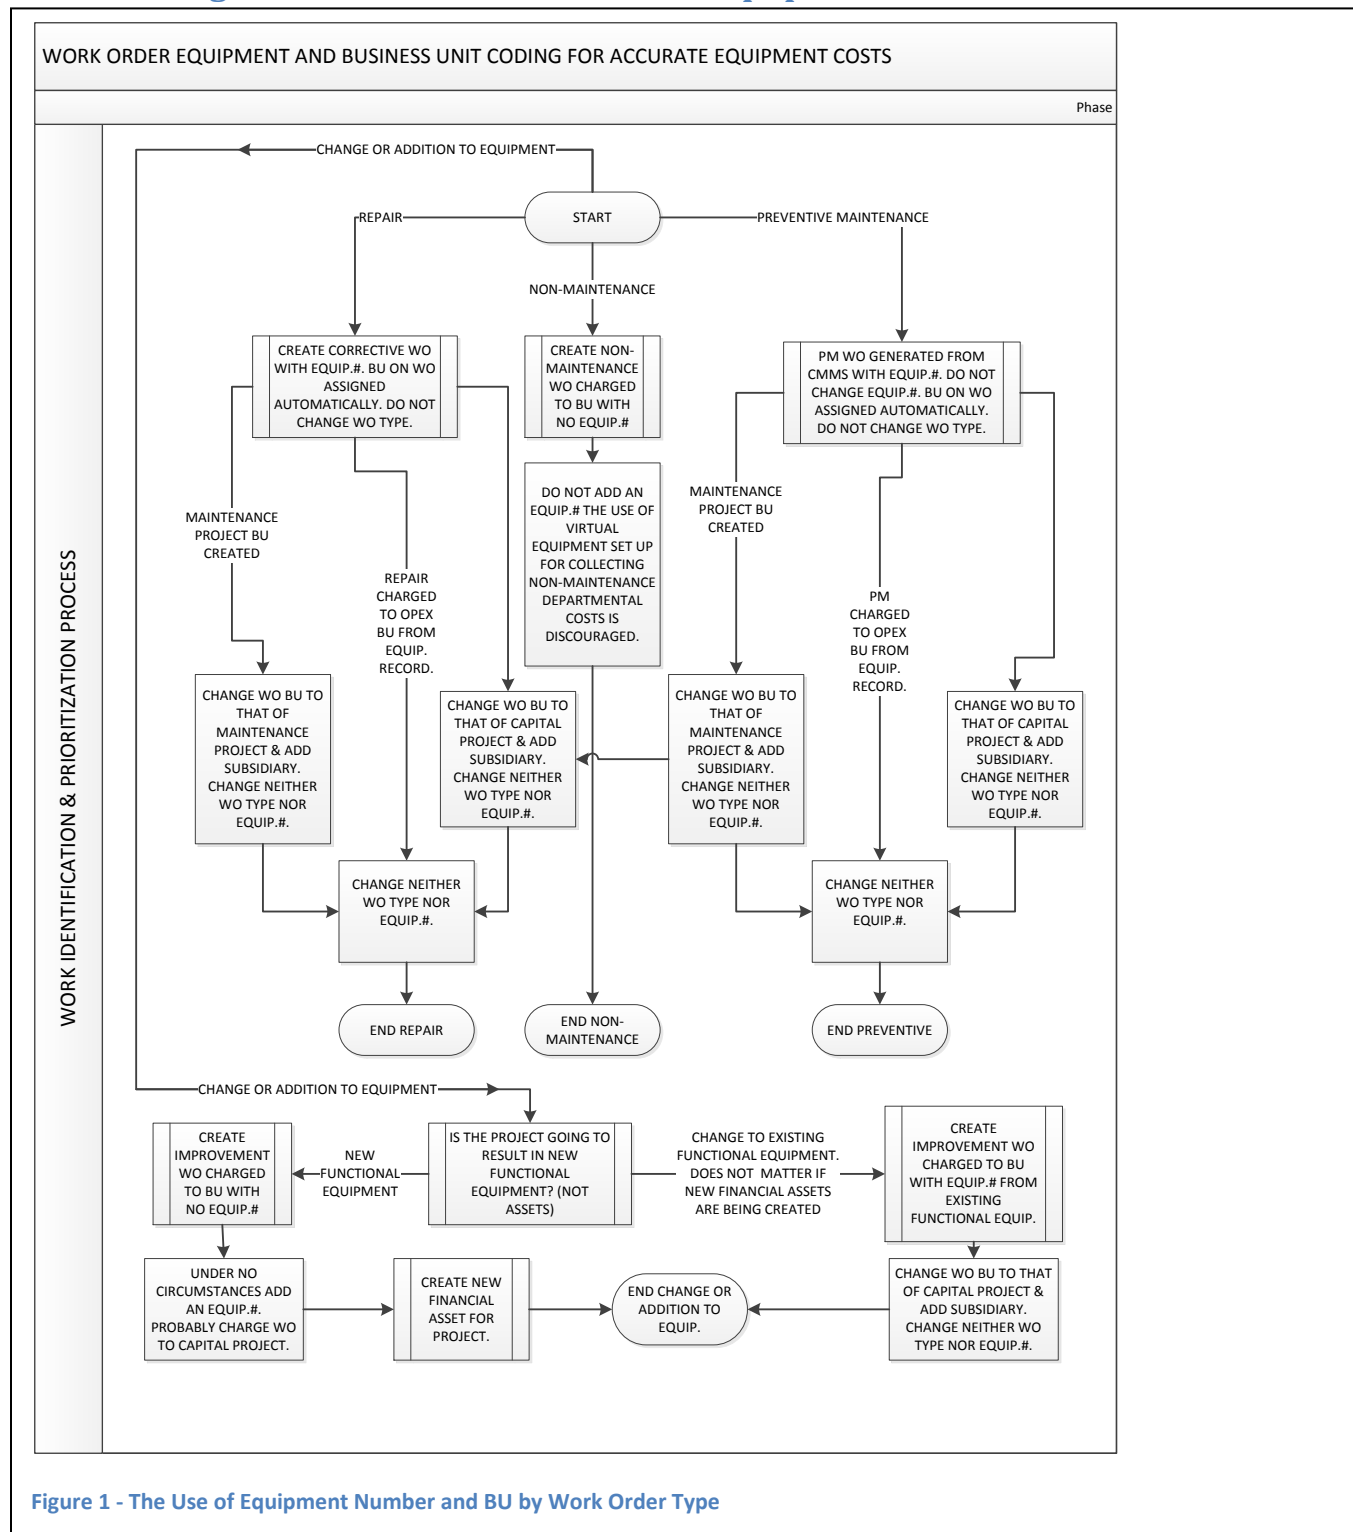 WORK ORDER EQUIPMENT AND BUSINESS UNIT CODING FOR ACCURATE EQUIPMENT COSTS
Phase
WORK IDENTIFICATION & PRIORITIZATION PROCESS
CHANGE OR ADDITION TO EQUIPMENT
START
REPAIR
PREVENTIVE MAINTENANCE
NON-MAINTENANCE
CREATE CORRECTIVE WO
WITH EQUIP.#. BU ON WO
ASSIGNED
AUTOMATICALLY. DO NOT
CHANGE WO TYPE.
CREATE NON-
MAINTENANCE
WO CHARGED
TO BU WITH
NO EQUIP.#
PM WO GENERATED FROM
CMMS WITH EQUIP.#. DO NOT
CHANGE EQUIP.#. BU ON WO
ASSIGNED AUTOMATICALLY.
DO NOT CHANGE WO TYPE.
MAINTENANCE
PROJECT BU
CREATED
REPAIR
CHARGED
TO OPEX
BU FROM
EQUIP.
RECORD.
DO NOT ADD AN
EQUIP.# THE USE OF
VIRTUAL
EQUIPMENT SET UP
FOR COLLECTING
NON-MAINTENANCE
DEPARTMENTAL
COSTS IS
DISCOURAGED.
MAINTENANCE
PROJECT BU
CREATED
PM
CHARGED
TO OPEX
BU FROM
EQUIP.
RECORD.
CHANGE WO BU TO
THAT OF
MAINTENANCE
PROJECT & ADD
SUBSIDIARY.
CHANGE NEITHER
WO TYPE NOR
EQUIP.#.
CHANGE WO BU TO
THAT OF CAPITAL
PROJECT & ADD
SUBSIDIARY.
CHANGE NEITHER
WO TYPE NOR
EQUIP.#.
CHANGE WO BU TO
THAT OF
MAINTENANCE
PROJECT & ADD
SUBSIDIARY.
CHANGE NEITHER
WO TYPE NOR
EQUIP.#.
CHANGE WO BU TO
THAT OF CAPITAL
PROJECT & ADD
SUBSIDIARY.
CHANGE NEITHER
WO TYPE NOR
EQUIP.#.
CHANGE NEITHER
WO TYPE NOR
EQUIP.#.
CHANGE NEITHER
WO TYPE NOR
EQUIP.#.
END REPAIR
END NON-
MAINTENANCE
END PREVENTIVE
CHANGE OR ADDITION TO EQUIPMENT
CREATE
IMPROVEMENT
WO CHARGED
TO BU WITH
NO EQUIP.#
NEW
FUNCTIONAL
EQUIPMENT
IS THE PROJECT GOING TO
RESULT IN NEW
FUNCTIONAL
EQUIPMENT? (NOT
ASSETS)
CHANGE TO EXISTING
FUNCTIONAL EQUIPMENT.
DOES NOT  MATTER IF
NEW FINANCIAL ASSETS
ARE BEING CREATED
CREATE
IMPROVEMENT WO
CHARGED TO BU
WITH EQUIP.# FROM
EXISTING
FUNCTIONAL EQUIP.
UNDER NO
CIRCUMSTANCES ADD
AN EQUIP.#.
PROBABLY CHARGE WO
TO CAPITAL PROJECT.
CREATE NEW
FINANCIAL
ASSET FOR
PROJECT.
END CHANGE OR
ADDITION TO
EQUIP.
CHANGE WO BU TO THAT
OF CAPITAL PROJECT &
ADD SUBSIDIARY.
CHANGE NEITHER WO
TYPE NOR EQUIP.#.
Figure 1 - The Use of Equipment Number and BU by Work Order Type